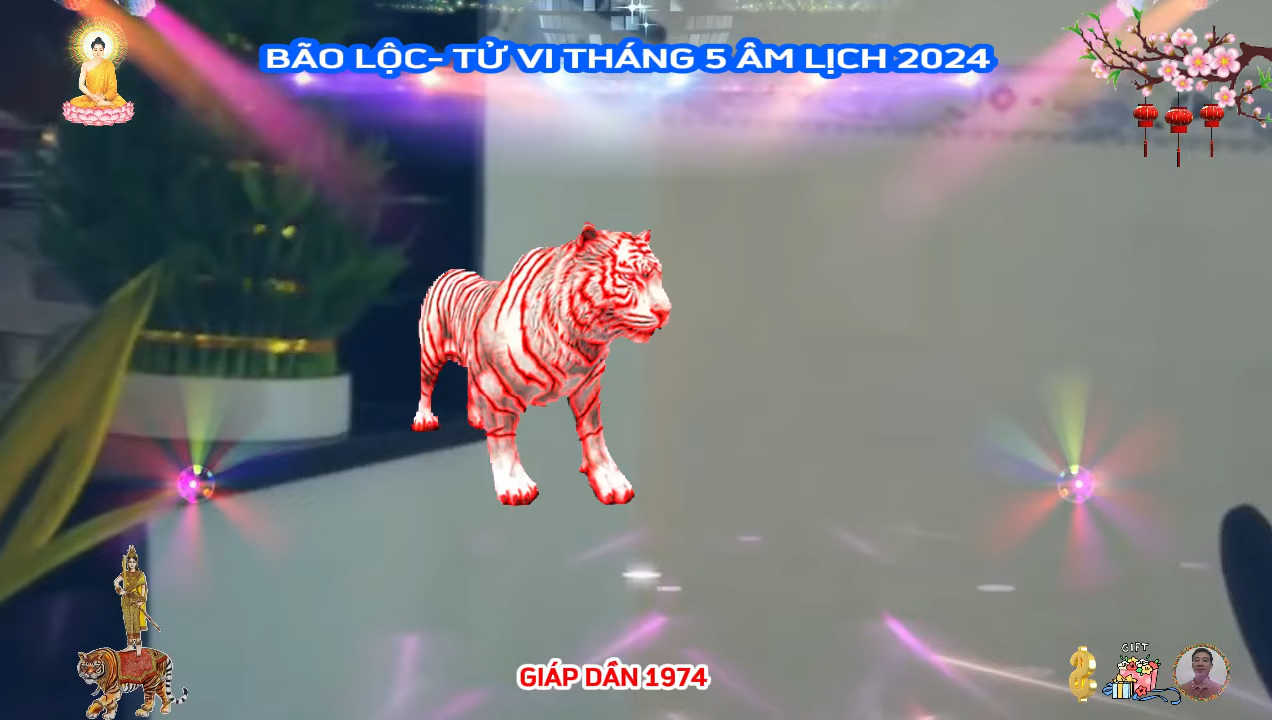 BÃO LỘC- TỬ VI THÁNG 5 ÂM LỊCH 2024
GIÁP DẦN 1974
GIFT